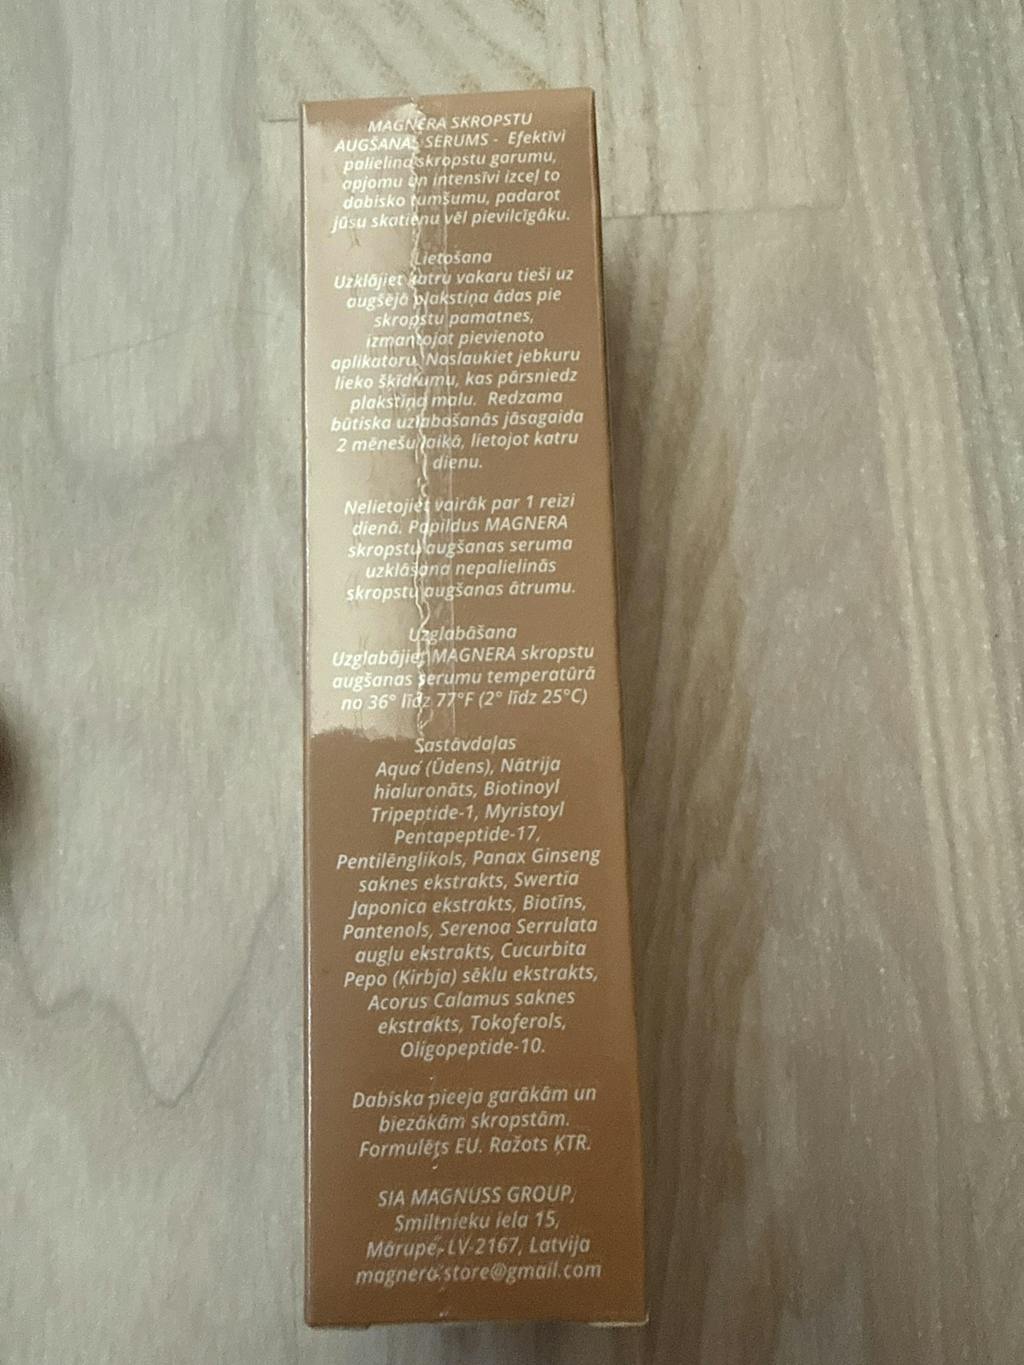 MAGNERA SKROPSTU
AUGŠANAS SERUMS - Efektīvi
palielina skropstu garumu,
apjomu un intensīvi izceļ to
dabisko tumšumu, padarot
jūsu skatienu vēl pievilcīgāku.
Lietošana
Uzklājiet katru vakaru tieši uz
augšējā plakstiņa ādas pie
skropstu pamatnes,
izmantojot pievienoto
aplikatoru. Noslaukiet jebkuru
lieko šķidrumu, kas pārsniedz
plakstiņa malu. Redzama
būtiska uzlabošanās jāsagaida
2 mēnešu laikā, lietojot katru
dienu.
Nelietojiet vairāk par 1 reizi
dienā. Papildus MAGNERA
skropstu augšanas seruma
uzklāšana nepalielinās
skropstu augšanas ātrumu.
Uzglabāšana
Uzglabājiet MAGNERA skropstu
augšanas serumu temperatūrā
no 36° līdz 77°F (2° līdz 25°C)
Sastāvdaļas
Aqua (Ūdens), Nātrija
hialuronāts, Biotinoyl
Tripeptide-1, Myristoyl
Pentapeptide-17,
Pentilēnglikols, Panax Ginseng
saknes ekstrakts, Swertia
Japonica ekstrakts, Biotīns,
Pantenols, Serenoa Serrulata
augļu ekstrakts, Cucurbita
Pepo (Ķirbja) sēklu ekstrakts,
Acorus Calamus saknes
ekstrakts, Tokoferols,
Oligopeptide-10.
Dabiska pieeja garākām un
biezākām skropstām.
Formulēts EU. Ražots ĶTR.
SIA MAGNUSS GROUP,
Smiltnieku iela 15,
Mārupe, LV-2167, Latvija
magnera.store@gmail.com